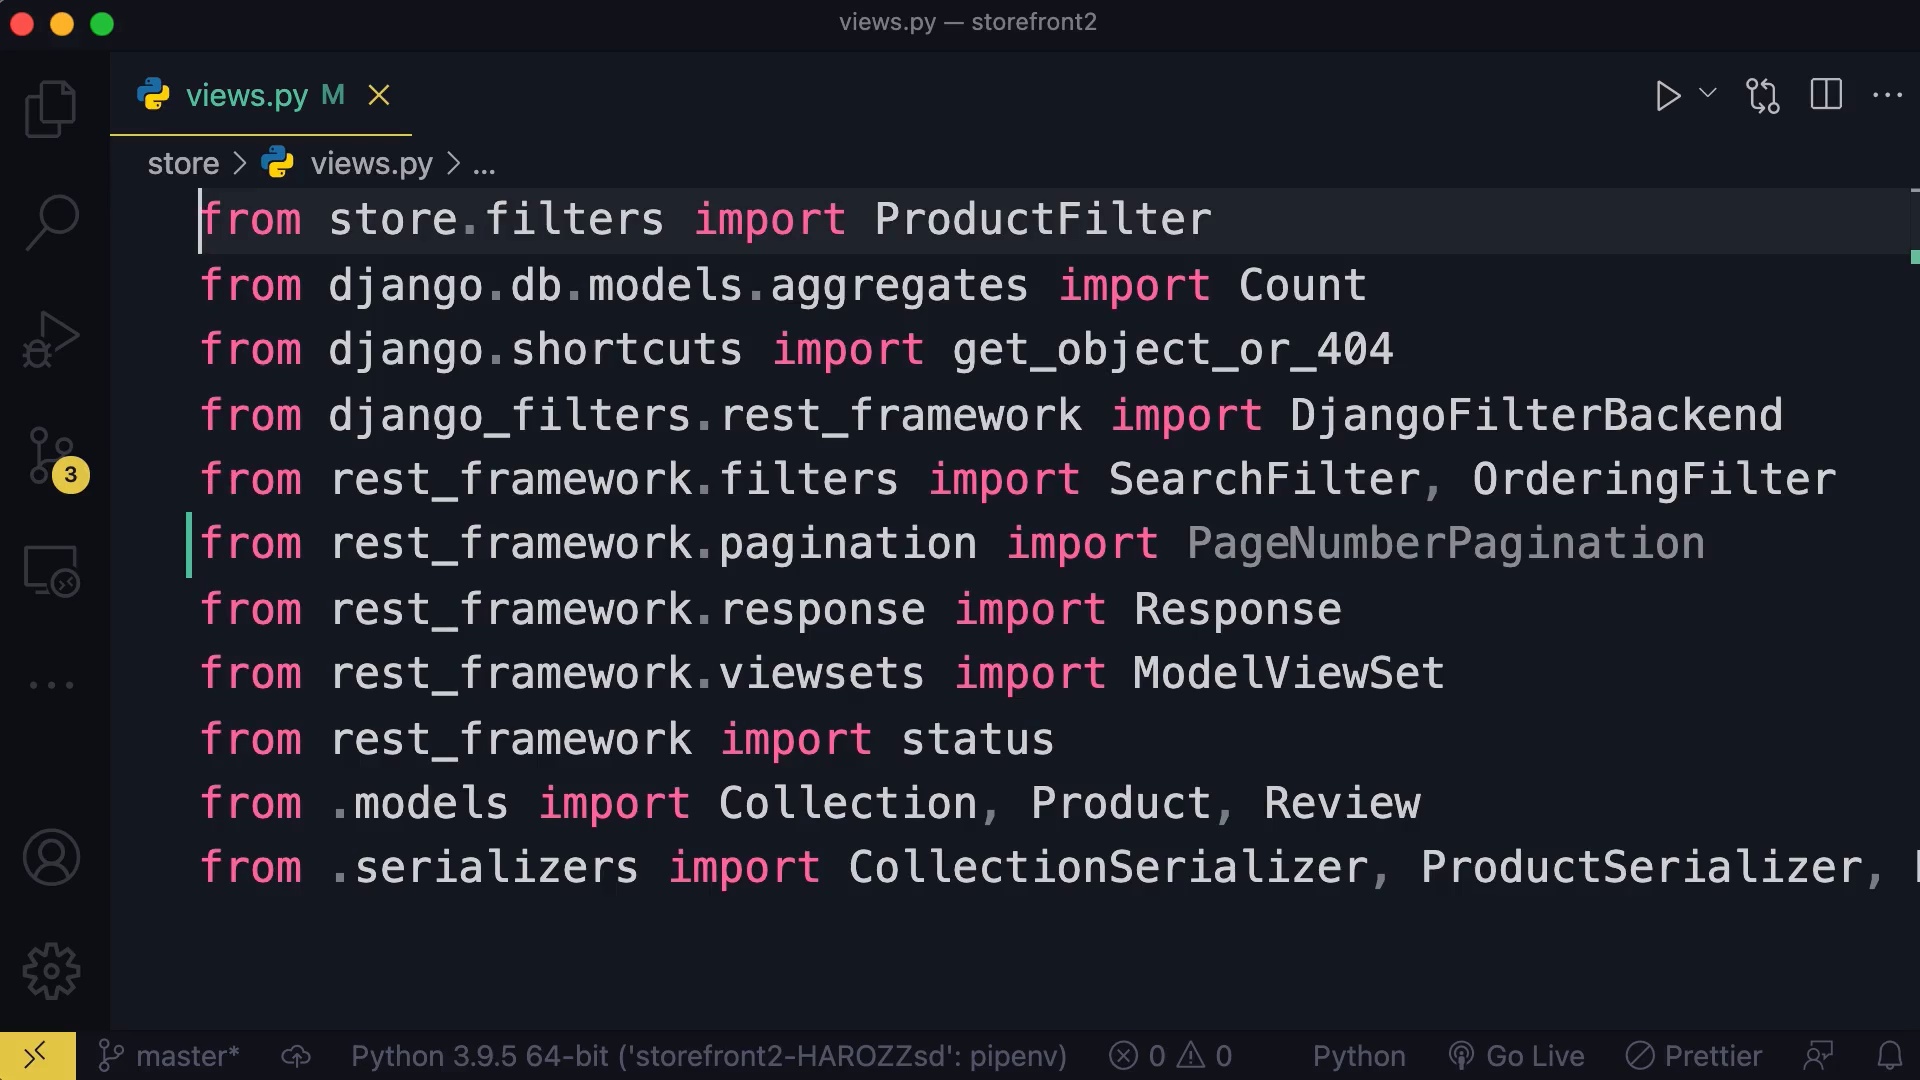 views.py — storefront2
views.py M
store > views.py > ...
from store.filters import ProductFilter
from django.db.models.aggregates import Count
from django.shortcuts import get_object_or_404
from django_filters.rest_framework import DjangoFilterBackend
from rest_framework.filters import SearchFilter, OrderingFilter
from rest_framework.pagination import PageNumberPagination
from rest_framework.response import Response
from rest_framework.viewsets import ModelViewSet
from rest_framework import status
from .models import Collection, Product, Review
from .serializers import CollectionSerializer, ProductSerializer,
3
master* Python 3.9.5 64-bit ('storefront2-HAROZZsd': pipenv) 0 0 Python Go Live Prettier